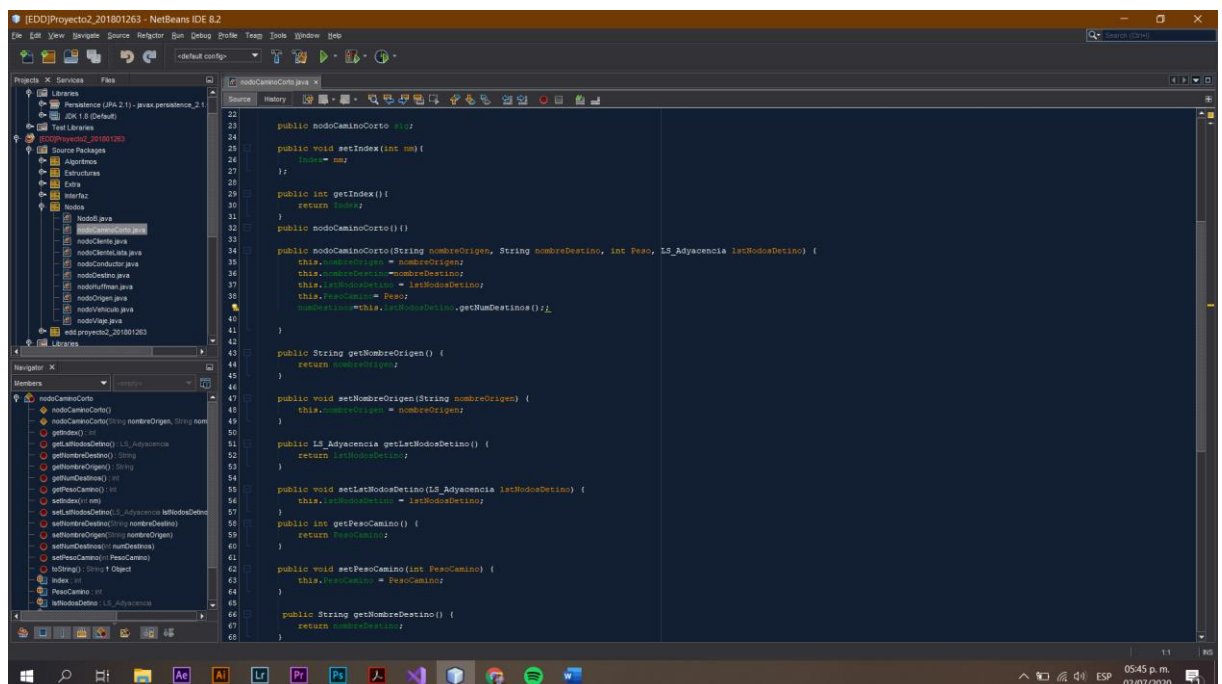 [EDD]Proyecto2_201801263 - NetBeans IDE 8.2
File Edit View Navigate Source Refactor Run Debug Profile Team Tools Window Help
Search (Ctrl+I)
<default config>
Projects Services Files
Libraries
Persistence (JPA 2.1) - javax.persistence_2.1.
JDK 1.8 (Default)
Test Libraries
[EDD]Proyecto2_201801263
Source Packages
Algoritmos
Estructuras
Extra
Interfaz
Nodos
NodoB.java
nodoCaminoCorto.java
nodoCliente.java
nodoClienteLista.java
nodoConductor.java
nodoDestino.java
nodoHuffman.java
nodoOrigen.java
nodoVehiculo.java
nodoViaje.java
edd.proyecto2_201801263
Libraries
Navigator
Members <empty>
nodoCaminoCorto
nodoCaminoCorto()
nodoCaminoCorto(String nombreOrigen, String nom
getIndex() : int
getLstNodosDetino() : LS_Adyacencia
getNombreDestino() : String
getNombreOrigen() : String
getNumDestinos() : int
getPesoCamino() : int
setIndex(int nm)
setLstNodosDetino(LS_Adyacencia lstNodosDetino
setNombreDestino(String nombreDestino)
setNombreOrigen(String nombreOrigen)
setNumDestinos(int numDestinos)
setPesoCamino(int PesoCamino)
toString() : String ↑ Object
Index : int
PesoCamino : int
lstNodosDetino : LS_Adyacencia
nodoCaminoCorto.java
Source History
22
23 public nodoCaminoCorto sig;
24
25 public void setIndex(int nm){
26 Index= nm;
27 };
28
29 public int getIndex(){
30 return Index;
31 }
32 public nodoCaminoCorto(){}
33
34 public nodoCaminoCorto(String nombreOrigen, String nombreDestino, int Peso, LS_Adyacencia lstNodosDetino) {
35 this.nombreOrigen = nombreOrigen;
36 this.nombreDestino=nombreDestino;
37 this.lstNodosDetino = lstNodosDetino;
38 this.PesoCamino= Peso;
numDestinos=this.lstNodosDetino.getNumDestinos();;
40
41 }
42
43 public String getNombreOrigen() {
44 return nombreOrigen;
45 }
46
47 public void setNombreOrigen(String nombreOrigen) {
48 this.nombreOrigen = nombreOrigen;
49 }
50
51 public LS_Adyacencia getLstNodosDetino() {
52 return lstNodosDetino;
53 }
54
55 public void setLstNodosDetino(LS_Adyacencia lstNodosDetino) {
56 this.lstNodosDetino = lstNodosDetino;
57 }
58 public int getPesoCamino() {
59 return PesoCamino;
60 }
61
62 public void setPesoCamino(int PesoCamino) {
63 this.PesoCamino = PesoCamino;
64 }
65
66 public String getNombreDestino() {
67 return nombreDestino;
68 }
1:1 INS
Ae Ai Lr Pr Ps
ESP
05:45 p. m.
02/07/2020